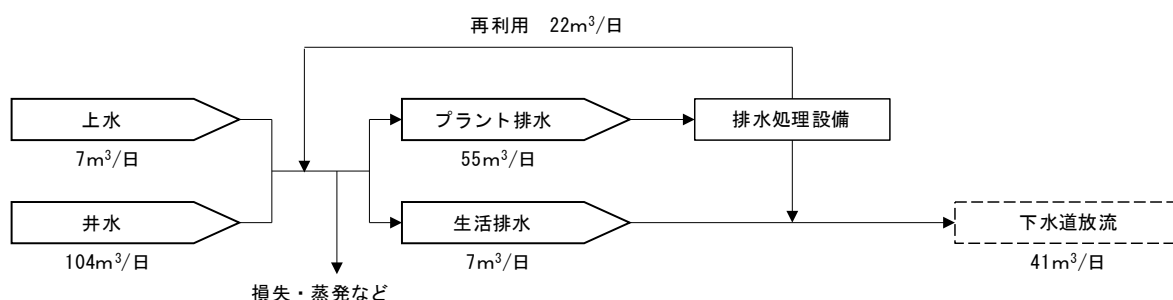 再利用　22m³/日
上水
7m³/日
井水
104m³/日
プラント排水
55m³/日
排水処理設備
生活排水
7m³/日
下水道放流
41m³/日
損失・蒸発など